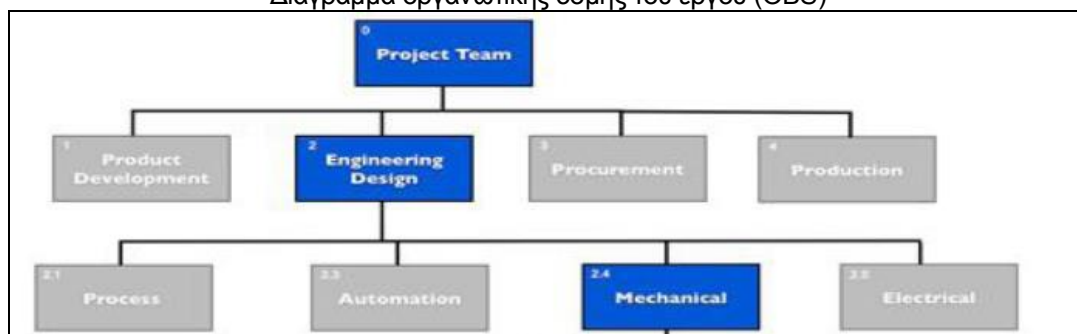 Διάγραμμα οργανωτικής δομής του έργου (OBS)
0
Project Team
1
Product
Development
2
Engineering
Design
3
Procurement
4
Production
2.1
Process
Automation
2.4
Mechanical
Electrical